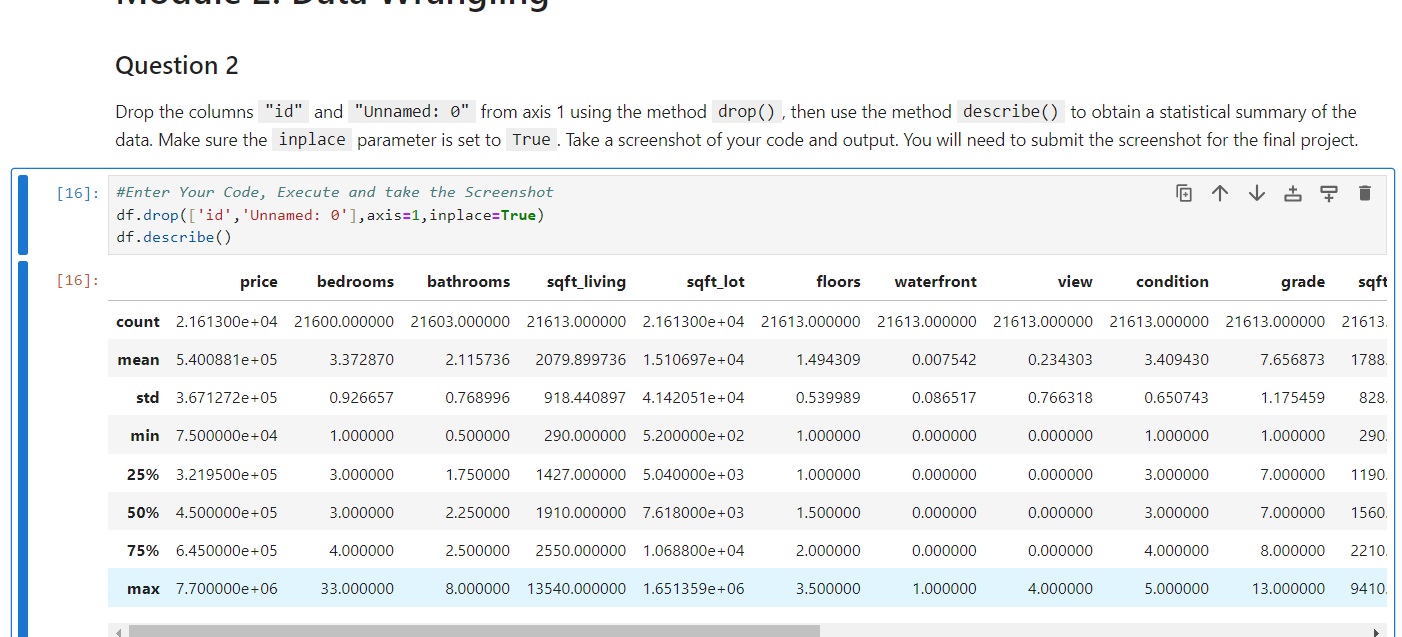 Module 2: Data Wrangling
Question 2
Drop the columns "id" and "Unnamed: 0" from axis 1 using the method drop() , then use the method describe() to obtain a statistical summary of the
data. Make sure the inplace parameter is set to True . Take a screenshot of your code and output. You will need to submit the screenshot for the final project.
[16]: #Enter Your Code, Execute and take the Screenshot
df.drop(['id','Unnamed: 0'],axis=1,inplace=True)
df.describe()
[16]: price bedrooms bathrooms sqft_living sqft_lot floors waterfront view condition grade sqft
count 2.161300e+04 21600.000000 21603.000000 21613.000000 2.161300e+04 21613.000000 21613.000000 21613.000000 21613.000000 21613.000000 21613.
mean 5.400881e+05 3.372870 2.115736 2079.899736 1.510697e+04 1.494309 0.007542 0.234303 3.409430 7.656873 1788.
std 3.671272e+05 0.926657 0.768996 918.440897 4.142051e+04 0.539989 0.086517 0.766318 0.650743 1.175459 828.
min 7.500000e+04 1.000000 0.500000 290.000000 5.200000e+02 1.000000 0.000000 0.000000 1.000000 1.000000 290.
25% 3.219500e+05 3.000000 1.750000 1427.000000 5.040000e+03 1.000000 0.000000 0.000000 3.000000 7.000000 1190.
50% 4.500000e+05 3.000000 2.250000 1910.000000 7.618000e+03 1.500000 0.000000 0.000000 3.000000 7.000000 1560.
75% 6.450000e+05 4.000000 2.500000 2550.000000 1.068800e+04 2.000000 0.000000 0.000000 4.000000 8.000000 2210.
max 7.700000e+06 33.000000 8.000000 13540.000000 1.651359e+06 3.500000 1.000000 4.000000 5.000000 13.000000 9410.